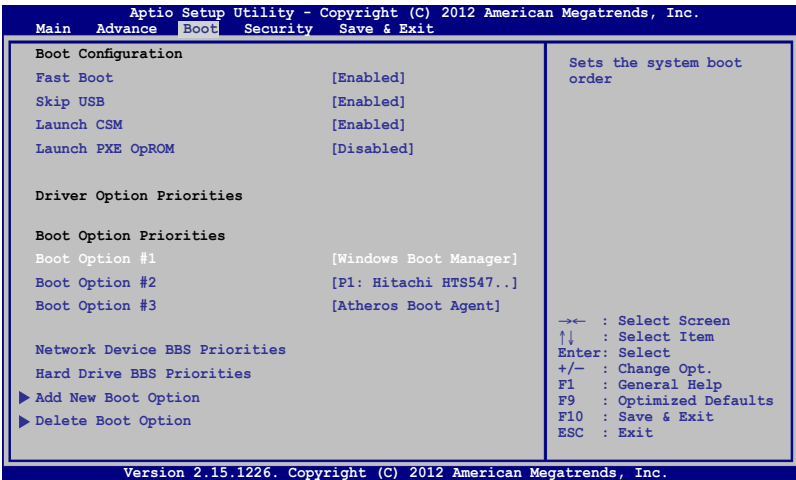 Aptio Setup Utility - Copyright (C) 2012 American Megatrends, Inc.
Main Advance Boot Security Save & Exit
Boot Configuration
Fast Boot [Enabled]
Skip USB [Enabled]
Launch CSM [Enabled]
Launch PXE OpROM [Disabled]
Driver Option Priorities
Boot Option Priorities
Boot Option #1 [Windows Boot Manager]
Boot Option #2 [P1: Hitachi HTS547..]
Boot Option #3 [Atheros Boot Agent]
Network Device BBS Priorities
Hard Drive BBS Priorities
Add New Boot Option
Delete Boot Option
Sets the system boot
order
→← : Select Screen
↑↓ : Select Item
Enter: Select
+/— : Change Opt.
F1 : General Help
F9 : Optimized Defaults
F10 : Save & Exit
ESC : Exit
Version 2.15.1226. Copyright (C) 2012 American Megatrends, Inc.